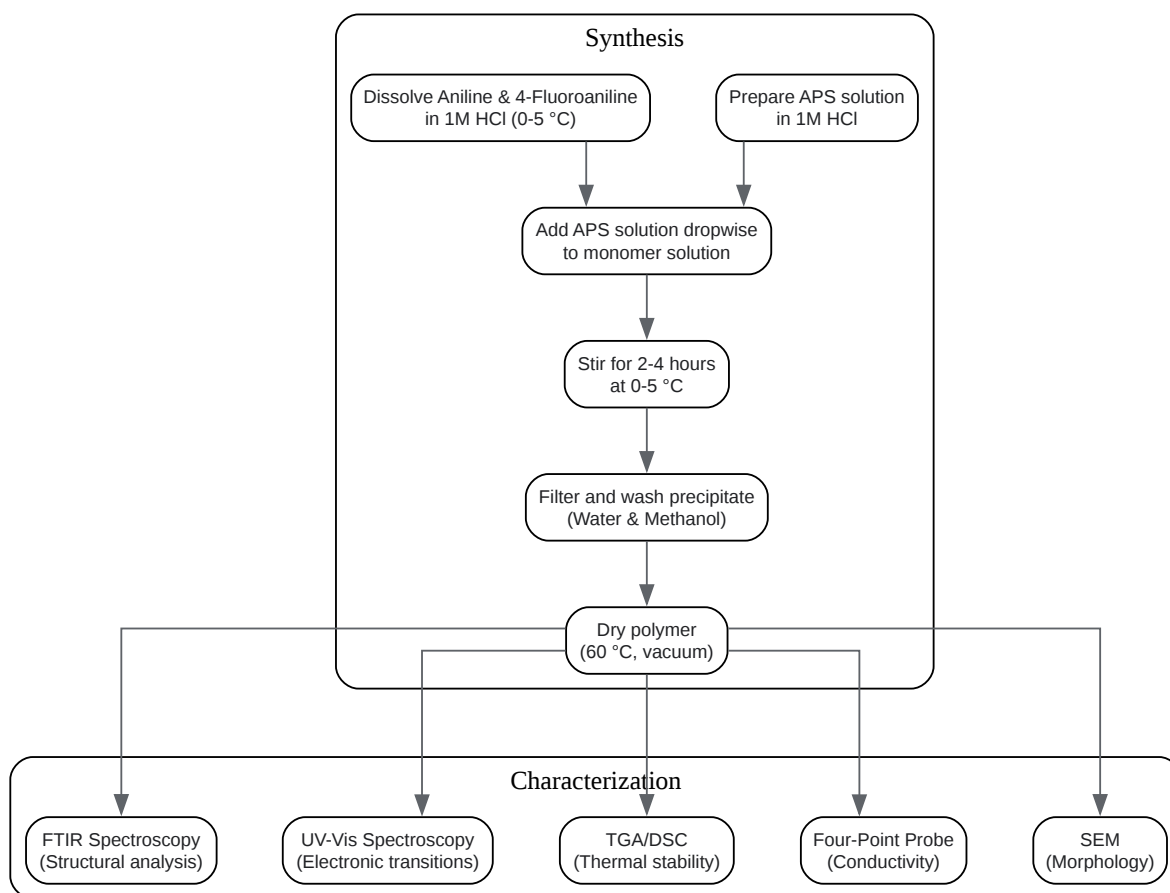 Synthesis
Dissolve Aniline & 4-Fluoroaniline
in 1M HCl (0-5 °C)
Prepare APS solution
in 1M HCl
Add APS solution dropwise
to monomer solution
Stir for 2-4 hours
at 0-5 °C
Filter and wash precipitate
(Water & Methanol)
Dry polymer
(60 °C, vacuum)
Characterization
FTIR Spectroscopy
(Structural analysis)
UV-Vis Spectroscopy
(Electronic transitions)
TGA/DSC
(Thermal stability)
Four-Point Probe
(Conductivity)
SEM
(Morphology)